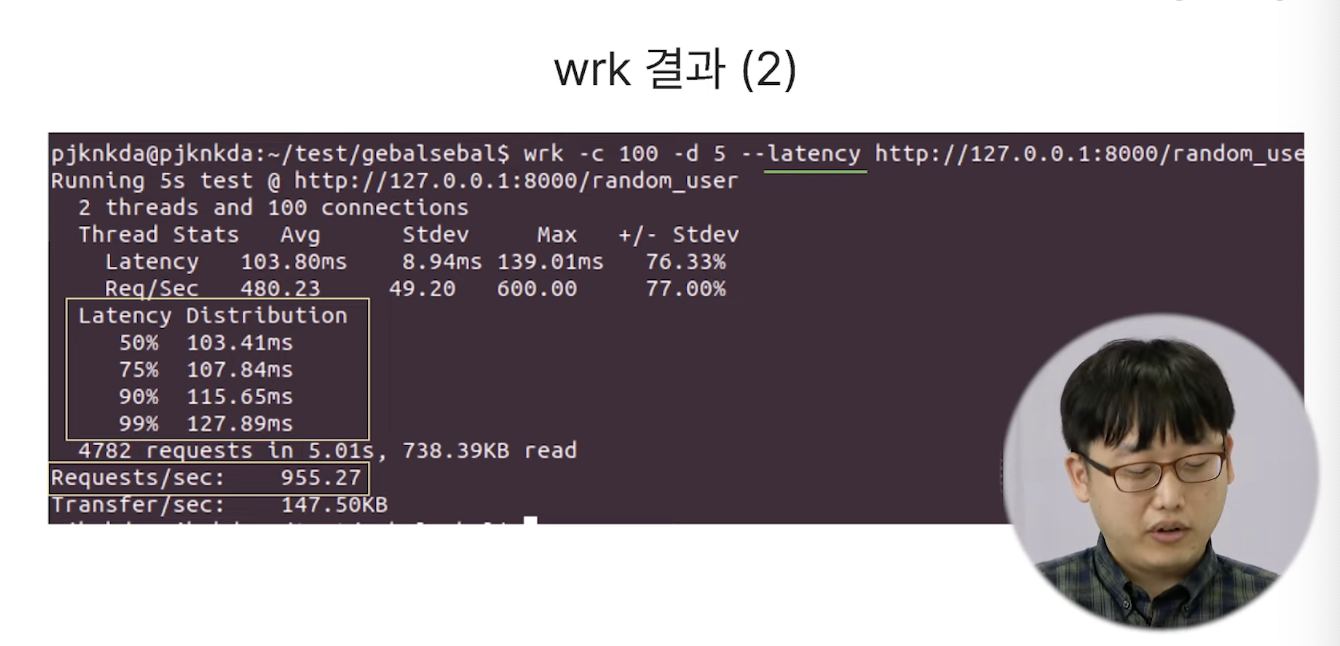 wrk 결과 (2)
pjknkda@pjknkda:~/test/gebalsebal$ wrk -c 100 -d 5 --latency http://127.0.0.1:8000/random_use
Running 5s test @ http://127.0.0.1:8000/random_user
2 threads and 100 connections
Thread Stats   Avg      Stdev     Max   +/- Stdev
Latency   103.80ms    8.94ms 139.01ms   76.33%
Req/Sec   480.23     49.20   600.00     77.00%
Latency Distribution
50%  103.41ms
75%  107.84ms
90%  115.65ms
99%  127.89ms
4782 requests in 5.01s, 738.39KB read
Requests/sec:    955.27
Transfer/sec:    147.50KB